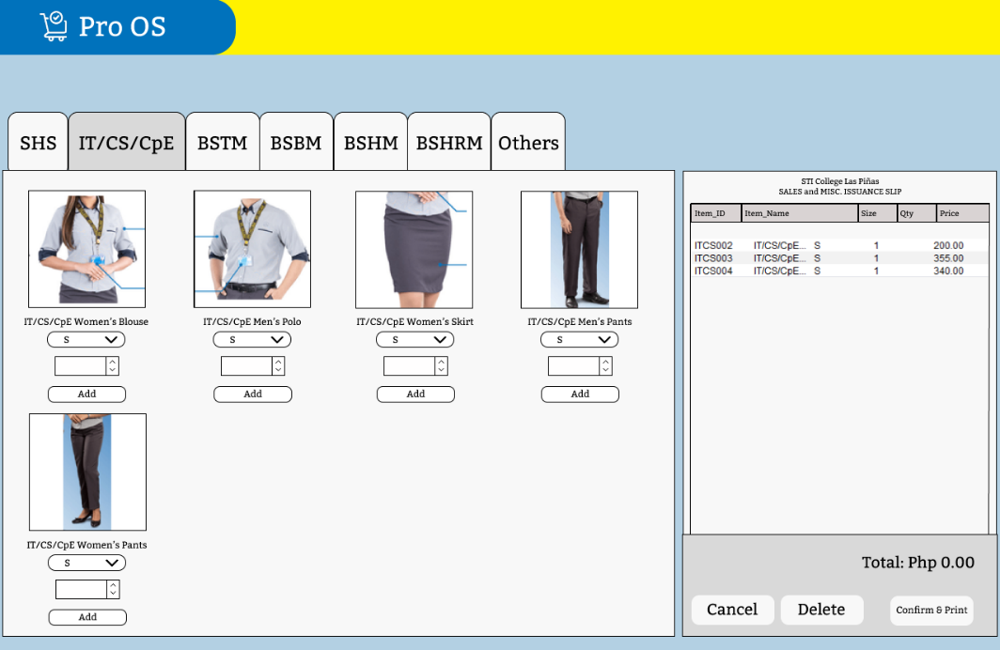 Pro OS
SHS IT/CS/CpE BSTM BSBM BSHM BSHRM Others
IT/CS/CpE Women's Blouse IT/CS/CpE Men's Polo IT/CS/CpE Women's Skirt IT/CS/CpE Men's Pants
S S S S
Add Add Add Add
IT/CS/CpE Women's Pants
S
Add
STI College Las Piñas
SALES and MISC. ISSUANCE SLIP
Item_ID Item_Name Size Qty Price
ITCS002 IT/CS/CpE... S 1 200.00
ITCS003 IT/CS/CpE... S 1 355.00
ITCS004 IT/CS/CpE... S 1 340.00
Total: Php 0.00
Cancel Delete Confirm & Print